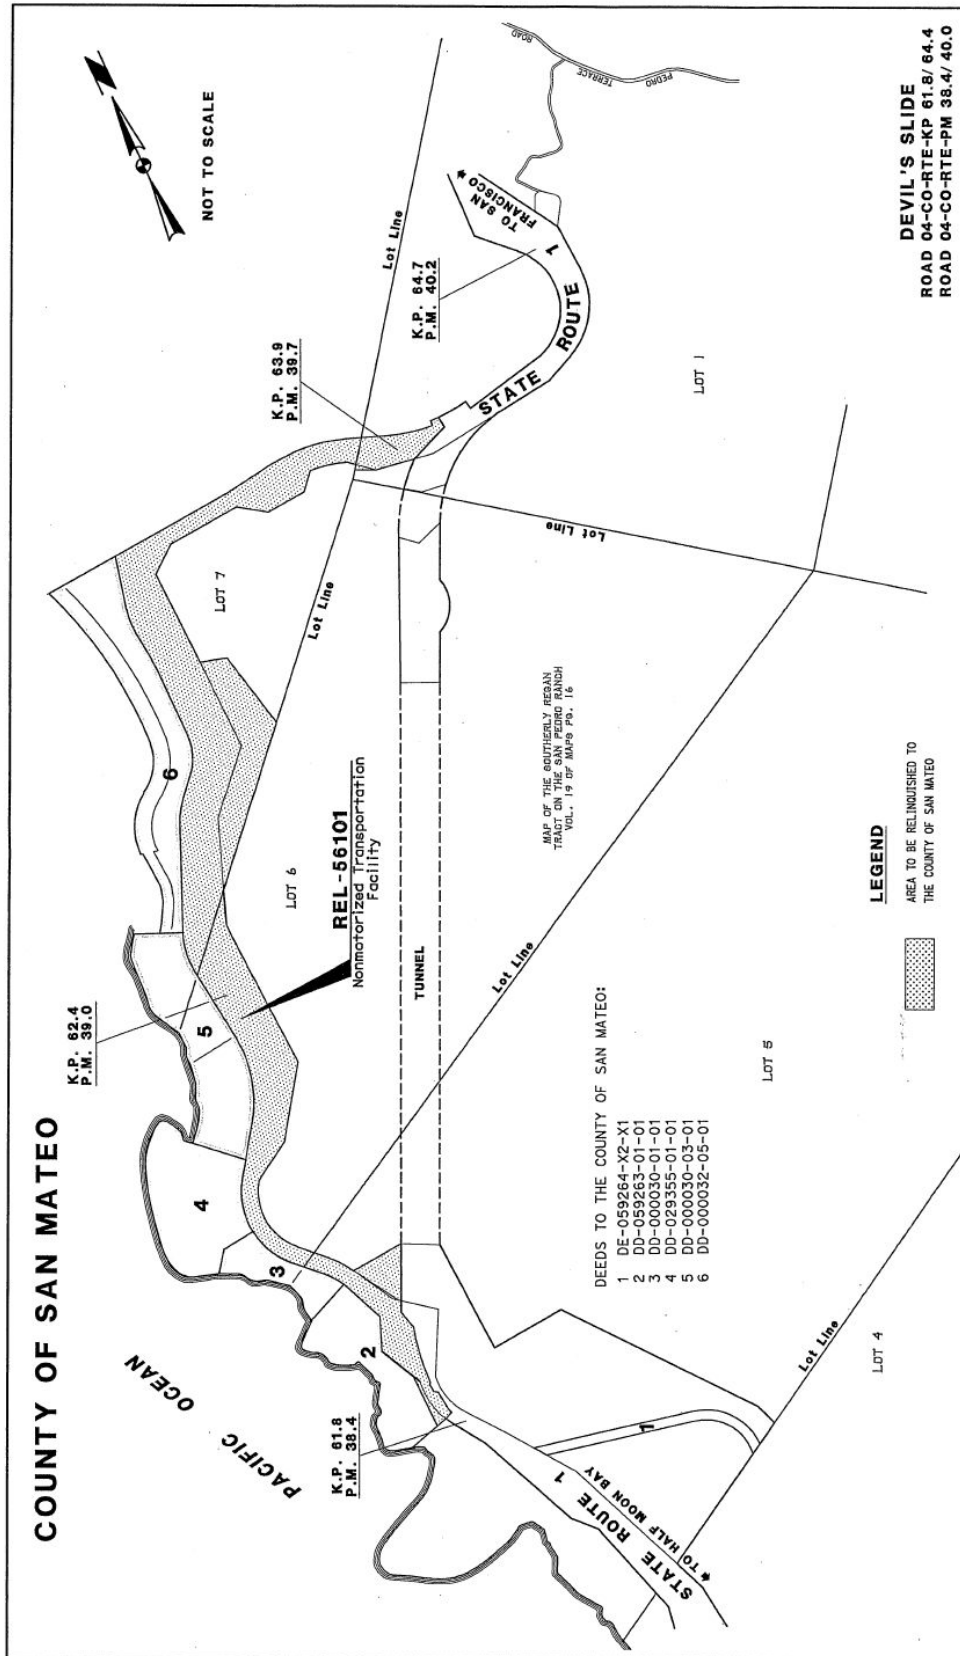 COUNTY OF SAN MATEO
NOT TO SCALE
PACIFIC OCEAN
K.P. 61.8
P.M. 38.4
K.P. 62.4
P.M. 39.0
K.P. 63.9
P.M. 39.7
K.P. 64.7
P.M. 40.2
2
3
4
5
6
1
REL-56101
Nonmotorized Transportation
Facility
TUNNEL
LOT 7
LOT 6
LOT 1
LOT 5
LOT 4
Lot Line
Lot Line
Lot Line
Lot Line
Lot Line
STATE ROUTE 1
TO HALF MOON BAY
STATE ROUTE 1
TO SAN
FRANCISCO
PEDRO TERRACE ROAD
MAP OF THE SOUTHERLY REGAN
TRACT ON THE SAN PEDRO RANCH
VOL. 19 OF MAPS PG. 16
DEEDS TO THE COUNTY OF SAN MATEO:
1 DE-059264-X2-X1
2 DD-059263-01-01
3 DD-000030-01-01
4 DD-029355-01-01
5 DD-000030-03-01
6 DD-000032-05-01
LEGEND
AREA TO BE RELINQUISHED TO
THE COUNTY OF SAN MATEO
DEVIL'S SLIDE
ROAD 04-CO-RTE-KP 61.8/ 64.4
ROAD 04-CO-RTE-PM 38.4/ 40.0